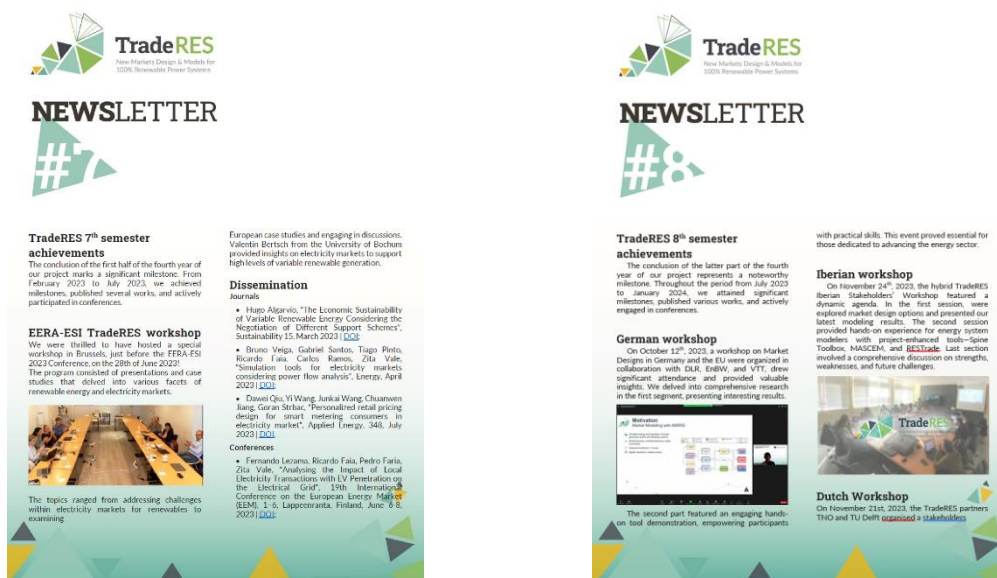 TradeRES
New Markets Design & Models for
100% Renewable Power Systems
NEWSLETTER
#7
TradeRES 7th semester
achievements
The conclusion of the first half of the fourth year of
our project marks a significant milestone. From
February 2023 to July 2023, we achieved
milestones, published several works, and actively
participated in conferences.
EERA-ESI TradeRES workshop
We were thrilled to have hosted a special
workshop in Brussels, just before the EERA-ESI
2023 Conference, on the 28th of June 2023!
The program consisted of presentations and case
studies that delved into various facets of
renewable energy and electricity markets.
The topics ranged from addressing challenges
within electricity markets for renewables to
examining
European case studies and engaging in discussions.
Valentin Bertsch from the University of Bochum
provided insights on electricity markets to support
high levels of variable renewable generation.
Dissemination
Journals
• Hugo Algarvio, "The Economic Sustainability
of Variable Renewable Energy Considering the
Negotiation of Different Support Schemes",
Sustainability 15, March 2023 | DOI;
• Bruno Veiga, Gabriel Santos, Tiago Pinto,
Ricardo Faia, Carlos Ramos, Zita Vale,
"Simulation tools for electricity markets
considering power flow analysis", Energy, April
2023 | DOI;
• Dawei Qiu, Yi Wang, Junkai Wang, Chuanwen
Jiang, Goran Strbac, "Personalized retail pricing
design for smart metering consumers in
electricity market", Applied Energy, 348, July
2023 | DOI.
Conferences
• Fernando Lezama, Ricardo Faia, Pedro Faria,
Zita Vale, "Analysing the Impact of Local
Electricity Transactions with EV Penetration on
the Electrical Grid", 19th International
Conference on the European Energy Market
(EEM), 1-6, Lappeenranta, Finland, June 6-8,
2023 | DOI;
TradeRES
New Markets Design & Models for
100% Renewable Power Systems
NEWSLETTER
#8
TradeRES 8th semester
achievements
The conclusion of the latter part of the fourth
year of our project represents a noteworthy
milestone. Throughout the period from July 2023
to January 2024, we attained significant
milestones, published various works, and actively
engaged in conferences.
German workshop
On October 12th, 2023, a workshop on Market
Designs in Germany and the EU were organized in
collaboration with DLR, EnBW, and VTT, drew
significant attendance and provided valuable
insights. We delved into comprehensive research
in the first segment, presenting interesting results.
Motivation
Market Modelling with AMIRIS
The second part featured an engaging hands-
on tool demonstration, empowering participants
with practical skills. This event proved essential for
those dedicated to advancing the energy sector.
Iberian workshop
On November 24th, 2023, the hybrid TradeRES
Iberian Stakeholders' Workshop featured a
dynamic agenda. In the first session, were
explored market design options and presented our
latest modeling results. The second session
provided hands-on experience for energy system
modelers with project-enhanced tools—Spine
Toolbox, MASCEM, and RESTrade. Last section
involved a comprehensive discussion on strengths,
weaknesses, and future challenges.
TradeRES
Dutch Workshop
On November 21st, 2023, the TradeRES partners
TNO and TU Delft organised a stakeholders